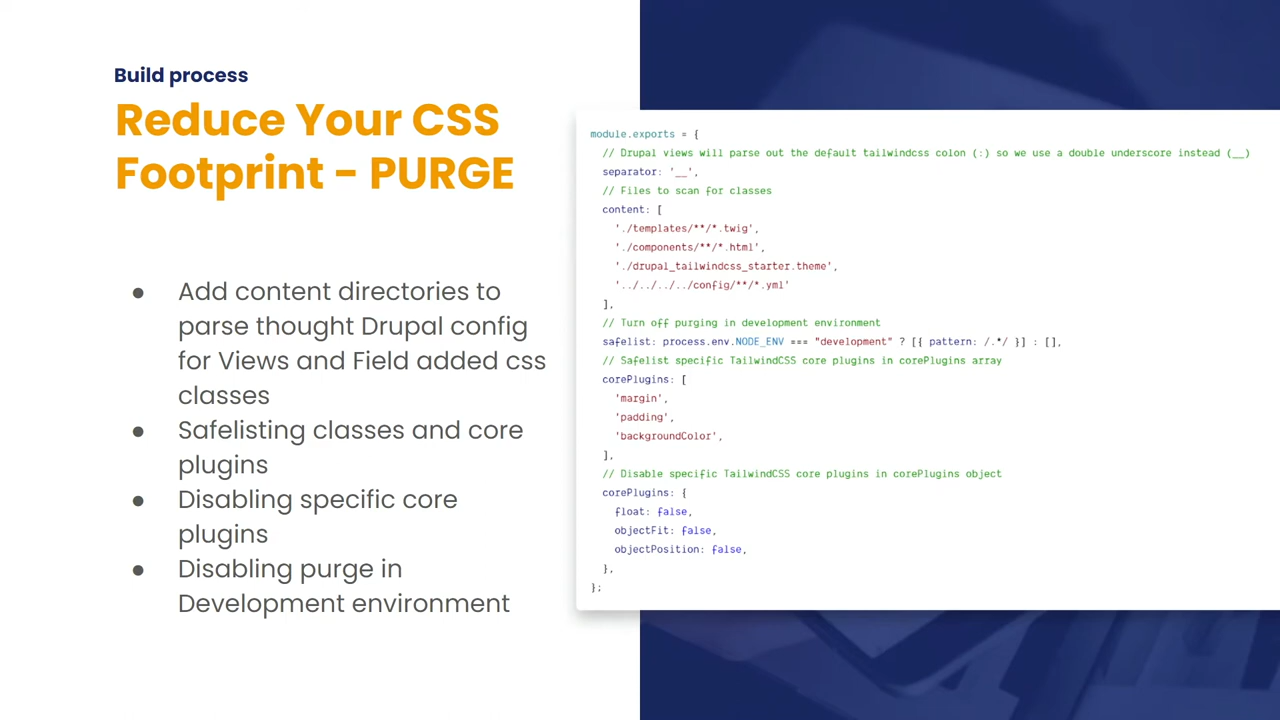 Build process
Reduce Your CSS
Footprint - PURGE
● Add content directories to
parse thought Drupal config
for Views and Field added css
classes
● Safelisting classes and core
plugins
● Disabling specific core
plugins
● Disabling purge in
Development environment
module.exports = {
// Drupal views will parse out the default tailwindcss colon (:) so we use a double underscore instead (__)
separator: '__',
// Files to scan for classes
content: [
'./templates/**/*.twig',
'./components/**/*.html',
'./drupal_tailwindcss_starter.theme',
'../../../../config/**/*.yml'
],
// Turn off purging in development environment
safelist: process.env.NODE_ENV === "development" ? [{ pattern: /.*/ }] : [],
// Safelist specific TailwindCSS core plugins in corePlugins array
corePlugins: [
'margin',
'padding',
'backgroundColor',
],
// Disable specific TailwindCSS core plugins in corePlugins object
corePlugins: {
float: false,
objectFit: false,
objectPosition: false,
},
};